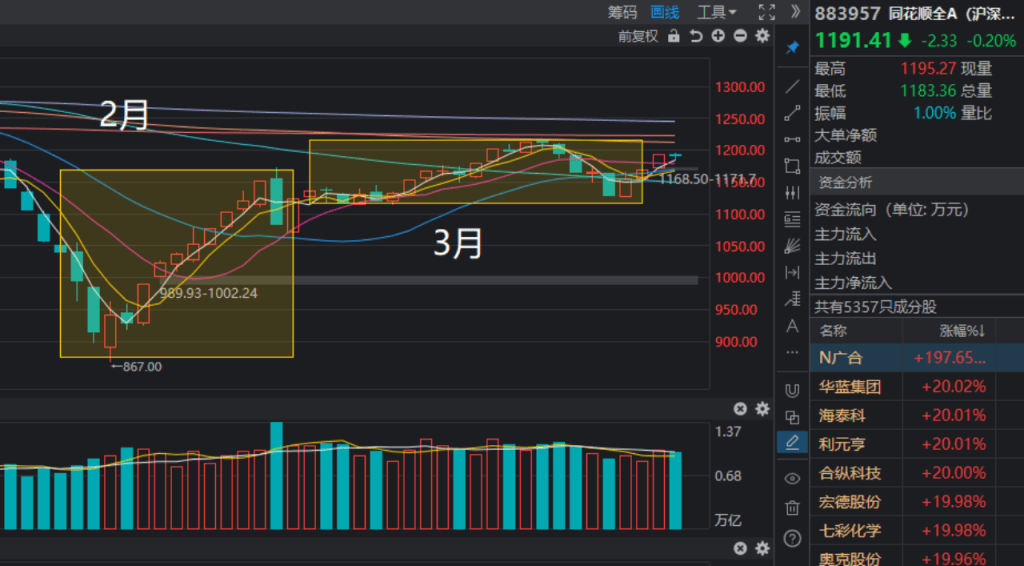 筹码 画线 工具
前复权
883957 同花顺全A（沪深...
1191.41 -2.33 -0.20%
最高 1195.27 现量
最低 1183.36 总量
振幅 1.00% 量比
大单净额
成交额
资金分析
资金流向（单位: 万元）
主力流入
主力流出
主力净流入
共有5357只成分股
名称 涨幅%↓
N广合 +197.65...
华蓝集团 +20.02%
海泰科 +20.01%
利元亨 +20.01%
合纵科技 +20.00%
宏德股份 +19.98%
七彩化学 +19.98%
奥克股份 +19.96%
2月
3月
1300.00
1250.00
1200.00
1150.00
1100.00
1050.00
1000.00
950.00
900.00
1168.50-1171.7
989.93-1002.24
←867.00
1.37
0.68
万亿